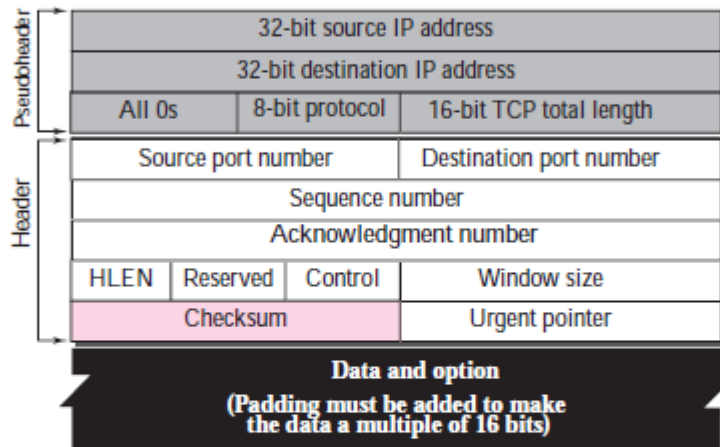 Pseudoheader
32-bit source IP address
32-bit destination IP address
All 0s 8-bit protocol 16-bit TCP total length
Header
Source port number Destination port number
Sequence number
Acknowledgment number
HLEN Reserved Control Window size
Checksum Urgent pointer
Data and option
(Padding must be added to make
the data a multiple of 16 bits)